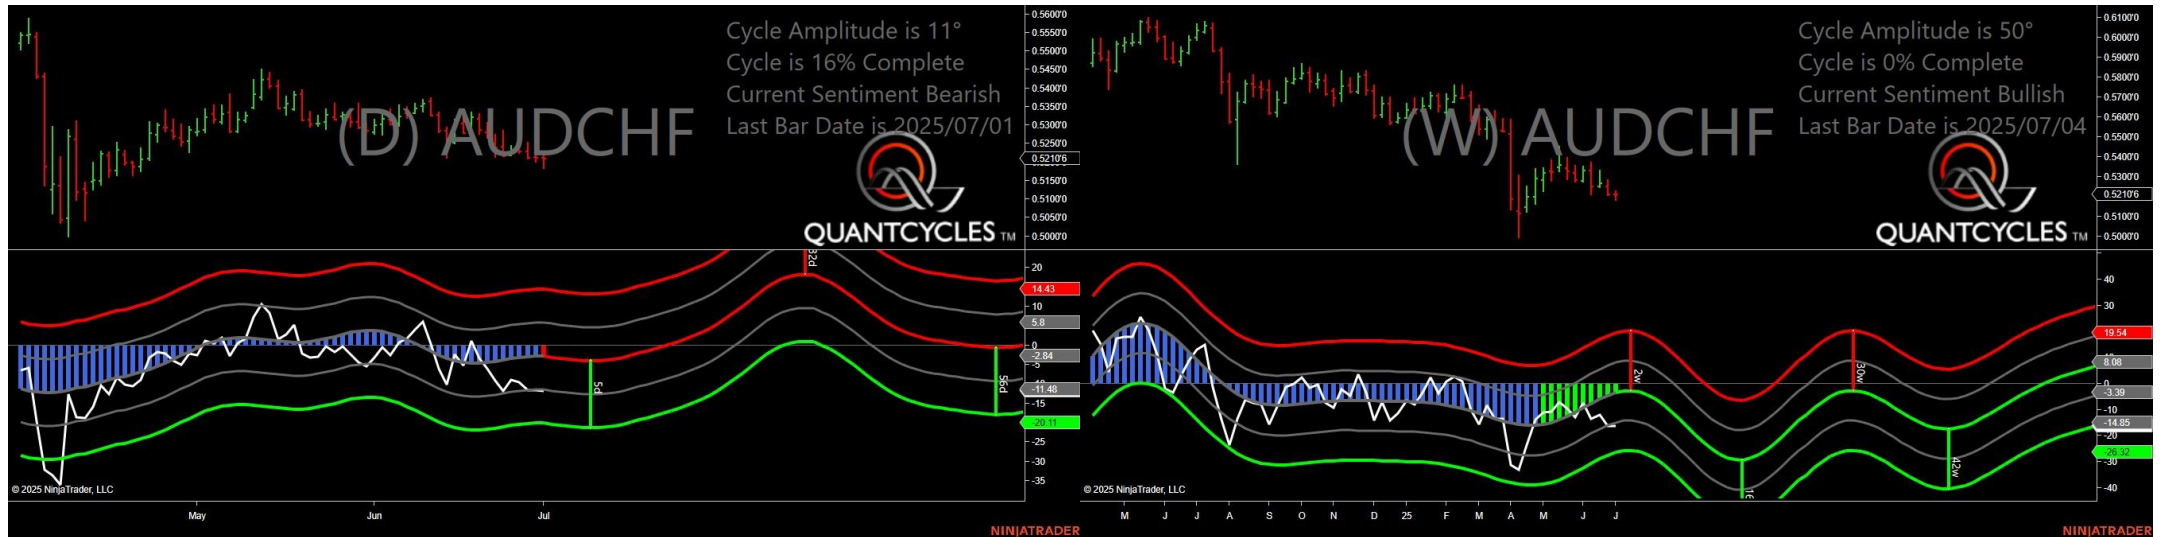 Cycle Amplitude is 11°
Cycle is 16% Complete
Current Sentiment Bearish
Last Bar Date is 2025/07/01
(D) AUDCHF
QUANTCYCLES TM
0.5600'0
0.5550'0
0.5500'0
0.5450'0
0.5400'0
0.5350'0
0.5300'0
0.5250'0
0.5210'6
0.5150'0
0.5100'0
0.5050'0
0.5000'0
32d
5d
56d
20
14.43
10
5.8
0
-2.84
-5
-11.48
-15
-20.11
-25
-30
-35
© 2025 NinjaTrader, LLC
May
Jun
Jul
NINJATRADER
Cycle Amplitude is 50°
Cycle is 0% Complete
Current Sentiment Bullish
Last Bar Date is 2025/07/04
(W) AUDCHF
QUANTCYCLES TM
0.6100'0
0.6000'0
0.5900'0
0.5800'0
0.5700'0
0.5600'0
0.5500'0
0.5400'0
0.5300'0
0.5210'6
0.5100'0
0.5000'0
2w
30w
42w
40
30
19.54
8.08
0
-3.39
-10
-14.85
-20
-26.32
-30
-40
© 2025 NinjaTrader, LLC
M
J
J
A
S
O
N
D
25
F
M
A
M
J
J
NINJATRADER